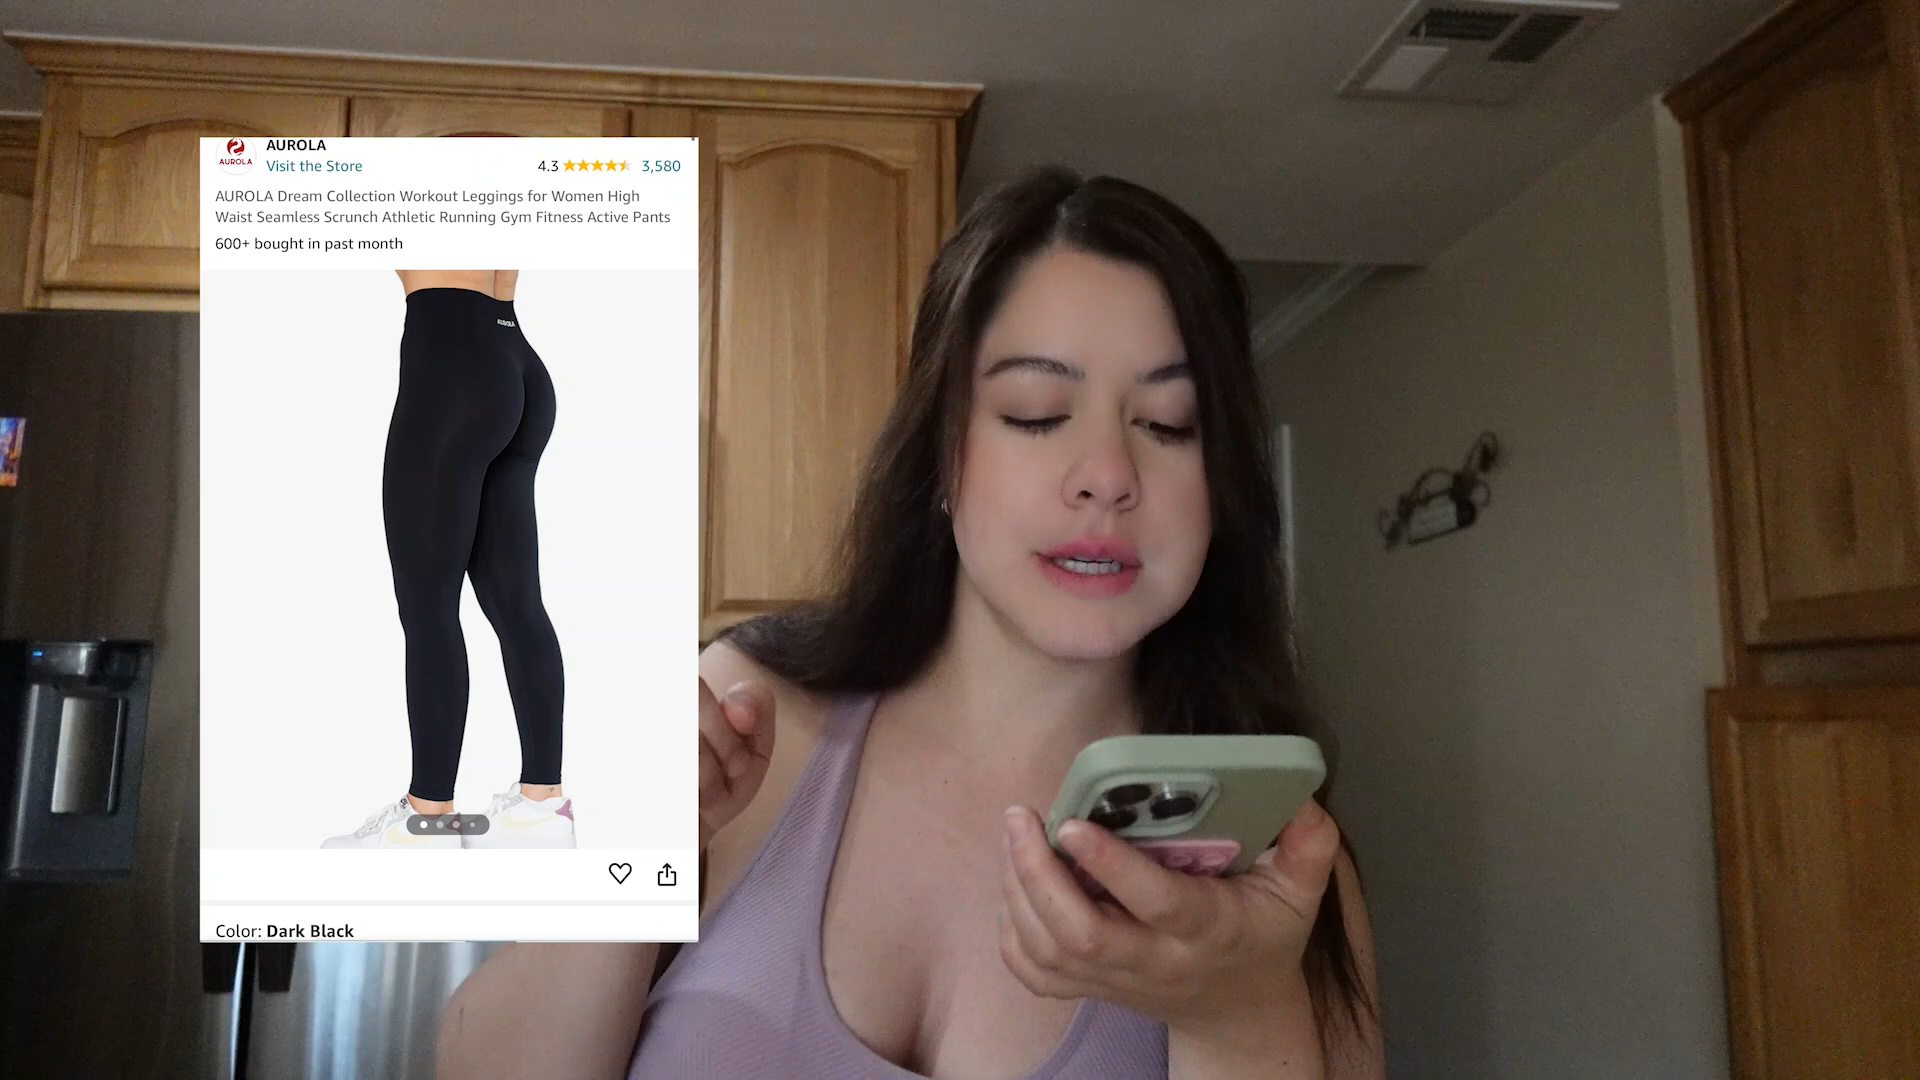 AUROLA
AUROLA
Visit the Store
4.3
3,580
AUROLA Dream Collection Workout Leggings for Women High
Waist Seamless Scrunch Athletic Running Gym Fitness Active Pants
600+ bought in past month
AUROLA
Color: Dark Black